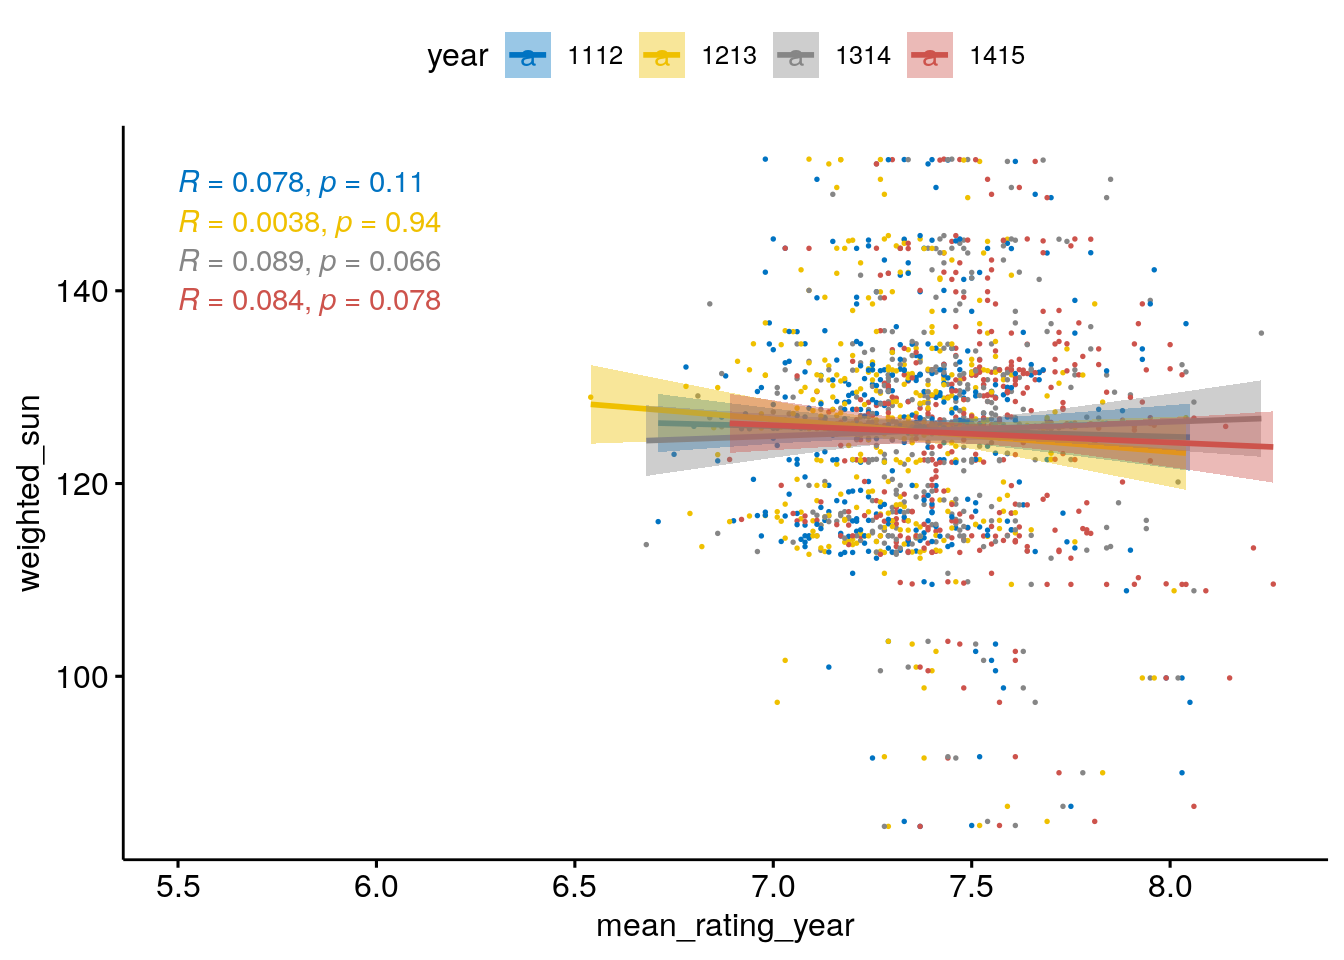 year a 1112 a 1213 a 1314 a 1415
R = 0.078, p = 0.11
R = 0.0038, p = 0.94
R = 0.089, p = 0.066
R = 0.084, p = 0.078
weighted_sun
140
120
100
5.5 6.0 6.5 7.0 7.5 8.0
mean_rating_year